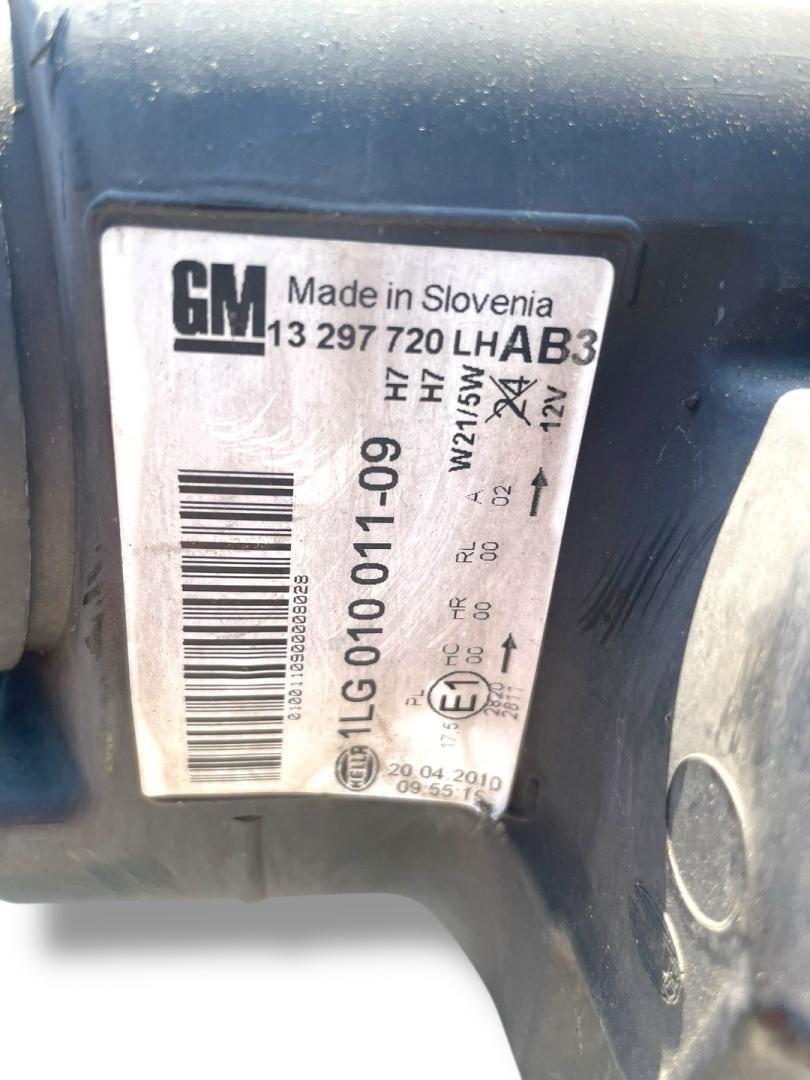 GM
Made in Slovenia
13 297 720 LH AB3
H7
H7
W21/5W
24
12V
1LG 010 011-09
01001109000008028
A
02
RL
00
HR
00
HC
00
PL
E1
17,5
2820
2811
HELLA
20.04.2010
09:55:15